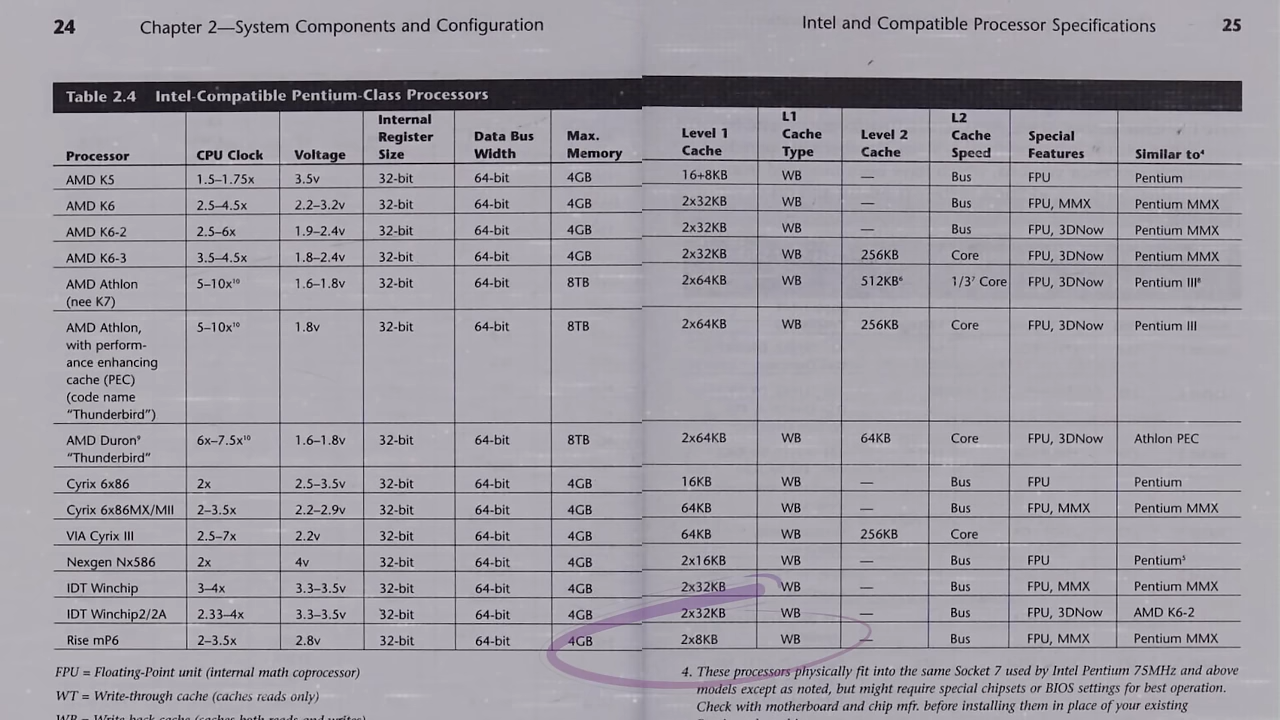 24 Chapter 2—System Components and Configuration
Intel and Compatible Processor Specifications 25
Table 2.4 Intel-Compatible Pentium-Class Processors
Processor CPU Clock Voltage Internal Register Size Data Bus Width Max. Memory Level 1 Cache L1 Cache Type Level 2 Cache L2 Cache Speed Special Features Similar to⁴
AMD K5 1.5–1.75x 3.5v 32-bit 64-bit 4GB 16+8KB WB — Bus FPU Pentium
AMD K6 2.5–4.5x 2.2–3.2v 32-bit 64-bit 4GB 2x32KB WB — Bus FPU, MMX Pentium MMX
AMD K6-2 2.5–6x 1.9–2.4v 32-bit 64-bit 4GB 2x32KB WB — Bus FPU, 3DNow Pentium MMX
AMD K6-3 3.5–4.5x 1.8–2.4v 32-bit 64-bit 4GB 2x32KB WB 256KB Core FPU, 3DNow Pentium MMX
AMD Athlon 5–10x¹⁰ 1.6–1.8v 32-bit 64-bit 8TB 2x64KB WB 512KB⁶ 1/3⁷ Core FPU, 3DNow Pentium III⁸
(nee K7)
AMD Athlon, 5–10x¹⁰ 1.8v 32-bit 64-bit 8TB 2x64KB WB 256KB Core FPU, 3DNow Pentium III
with perform-
ance enhancing
cache (PEC)
(code name
“Thunderbird”)
AMD Duron⁹ 6x–7.5x¹⁰ 1.6–1.8v 32-bit 64-bit 8TB 2x64KB WB 64KB Core FPU, 3DNow Athlon PEC
“Thunderbird”
Cyrix 6x86 2x 2.5–3.5v 32-bit 64-bit 4GB 16KB WB — Bus FPU Pentium
Cyrix 6x86MX/MII 2–3.5x 2.2–2.9v 32-bit 64-bit 4GB 64KB WB — Bus FPU, MMX Pentium MMX
VIA Cyrix III 2.5–7x 2.2v 32-bit 64-bit 4GB 64KB WB 256KB Core
Nexgen Nx586 2x 4v 32-bit 64-bit 4GB 2x16KB WB — Bus FPU Pentium⁵
IDT Winchip 3–4x 3.3–3.5v 32-bit 64-bit 4GB 2x32KB WB — Bus FPU, MMX Pentium MMX
IDT Winchip2/2A 2.33–4x 3.3–3.5v 32-bit 64-bit 4GB 2x32KB WB — Bus FPU, 3DNow AMD K6-2
Rise mP6 2–3.5x 2.8v 32-bit 64-bit 4GB 2x8KB WB — Bus FPU, MMX Pentium MMX
FPU = Floating-Point unit (internal math coprocessor)
WT = Write-through cache (caches reads only)
WB = Write-back cache (caches both reads and writes)
4. These processors physically fit into the same Socket 7 used by Intel Pentium 75MHz and above
models except as noted, but might require special chipsets or BIOS settings for best operation.
Check with motherboard and chip mfr. before installing them in place of your existing